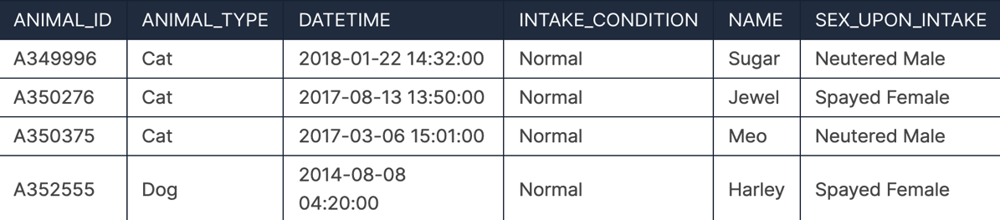 ANIMAL_ID ANIMAL_TYPE DATETIME INTAKE_CONDITION NAME SEX_UPON_INTAKE
A349996 Cat 2018-01-22 14:32:00 Normal Sugar Neutered Male
A350276 Cat 2017-08-13 13:50:00 Normal Jewel Spayed Female
A350375 Cat 2017-03-06 15:01:00 Normal Meo Neutered Male
A352555 Dog 2014-08-08 04:20:00 Normal Harley Spayed Female